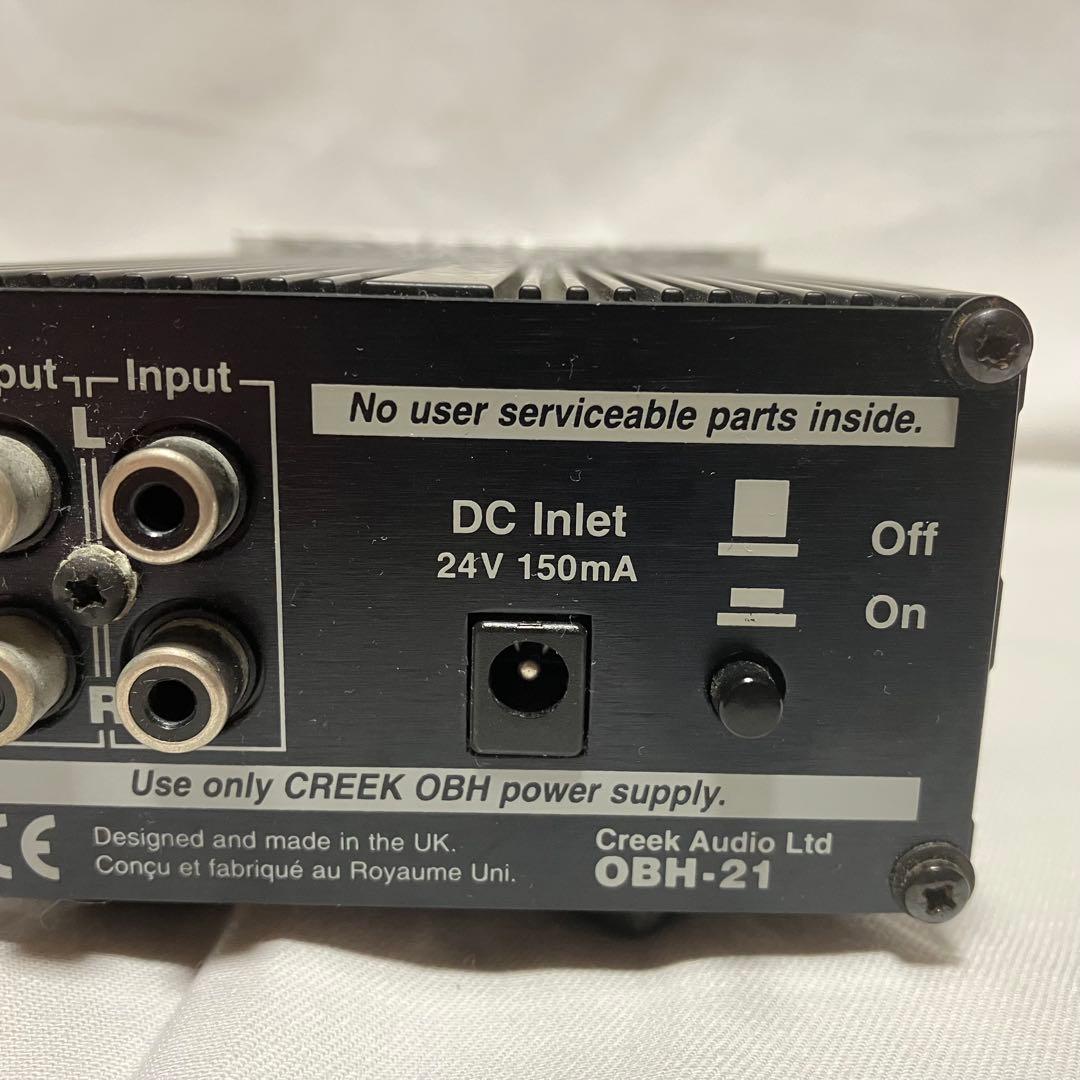 put Input
L
No user serviceable parts inside.
DC Inlet
24V 150mA
Off
On
R
Use only CREEK OBH power supply.
CE
Designed and made in the UK.
Conçu et fabriqué au Royaume Uni.
Creek Audio Ltd
OBH-21